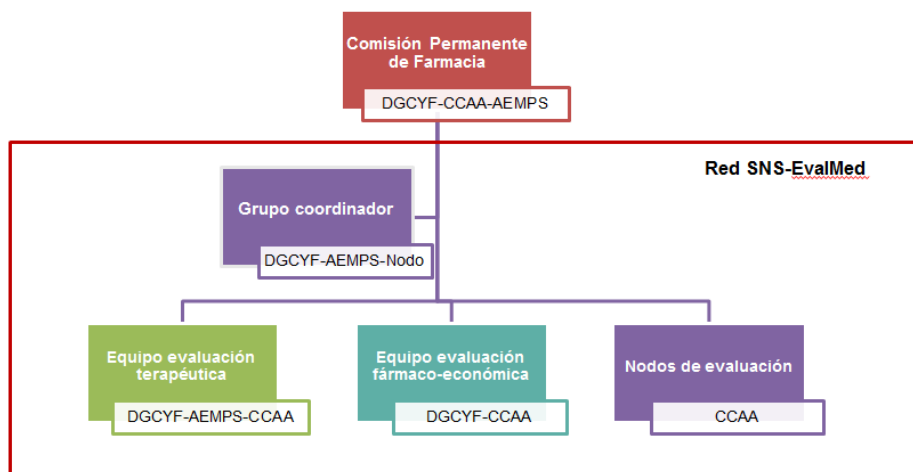 Comisión Permanente
de Farmacia
DGCYF-CCAA-AEMPS
Red SNS-EvalMed
Grupo coordinador
DGCYF-AEMPS-Nodo
Equipo evaluación
terapéutica
DGCYF-AEMPS-CCAA
Equipo evaluación
fármaco-económica
DGCYF-CCAA
Nodos de evaluación
CCAA